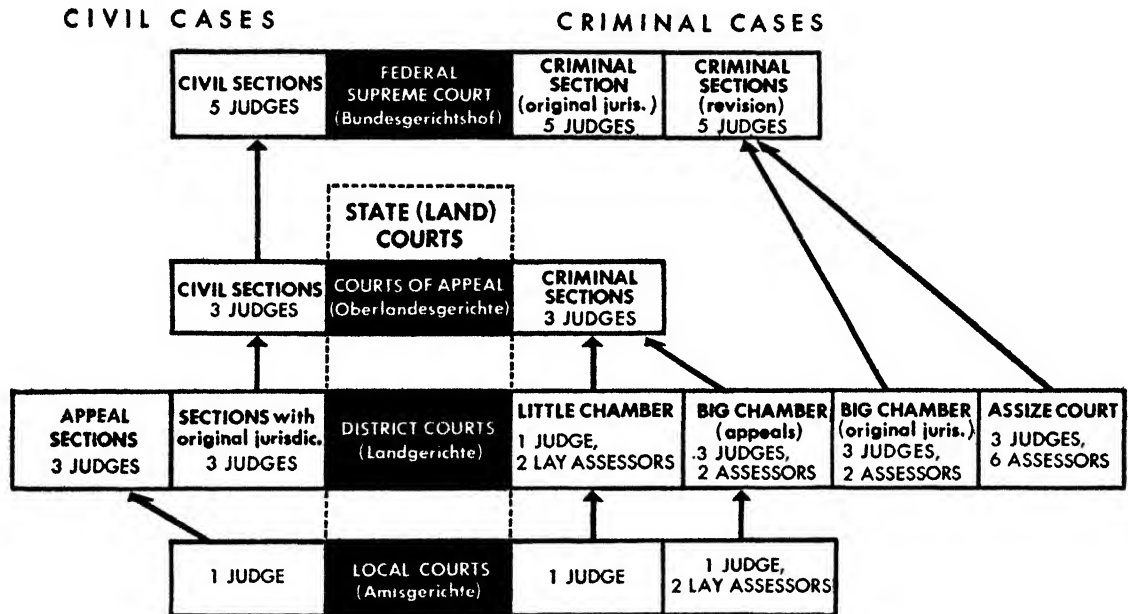 CIVIL CASES
CRIMINAL CASES
CIVIL SECTIONS
5 JUDGES
FEDERAL
SUPREME COURT
(Bundesgerichtshof)
CRIMINAL
SECTION
(original juris.)
5 JUDGES
CRIMINAL
SECTIONS
(revision)
5 JUDGES
STATE (LAND)
COURTS
CIVIL SECTIONS
3 JUDGES
COURTS OF APPEAL
(Oberlandesgerichte)
CRIMINAL
SECTIONS
3 JUDGES
APPEAL
SECTIONS
3 JUDGES
SECTIONS with
original jurisdic.
3 JUDGES
DISTRICT COURTS
(Landgerichte)
LITTLE CHAMBER
1 JUDGE,
2 LAY ASSESSORS
BIG CHAMBER
(appeals)
3 JUDGES,
2 ASSESSORS
BIG CHAMBER
(original juris.)
3 JUDGES,
2 ASSESSORS
ASSIZE COURT
3 JUDGES,
6 ASSESSORS
1 JUDGE
LOCAL COURTS
(Amtsgerichte)
1 JUDGE
1 JUDGE,
2 LAY ASSESSORS